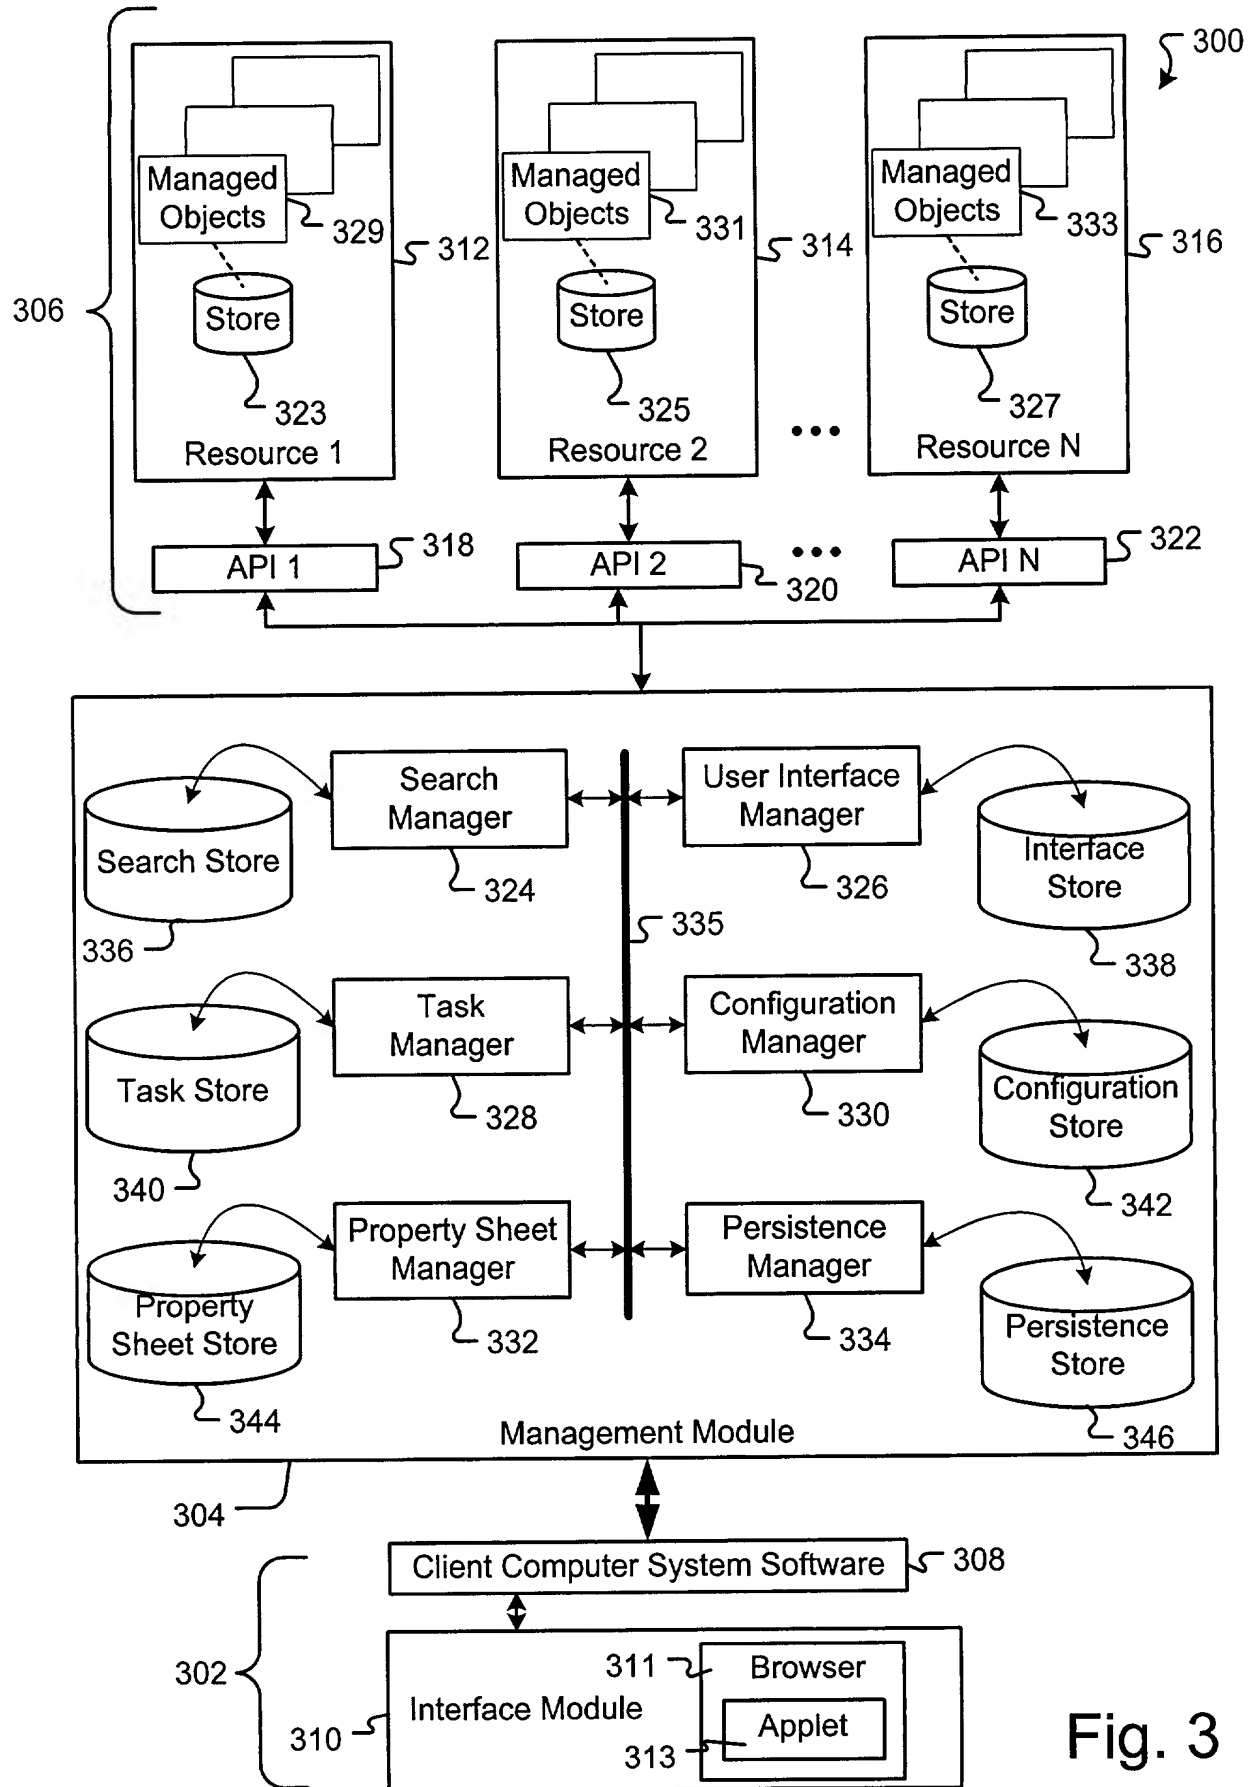 300
Managed
Objects
329
312
Managed
Objects
331
314
Managed
Objects
333
316
306
Store
323
Store
325
Store
327
Resource 1
Resource 2
•••
Resource N
API 1
318
API 2
320
•••
API N
322
Search
Manager
324
User Interface
Manager
326
Search Store
336
Interface
Store
338
335
Task
Manager
328
Configuration
Manager
330
Task Store
340
Configuration
Store
342
Property Sheet
Manager
332
Persistence
Manager
334
Property
Sheet Store
344
Persistence
Store
346
Management Module
304
Client Computer System Software
308
302
310
Interface Module
311
Browser
Applet
313
Fig. 3